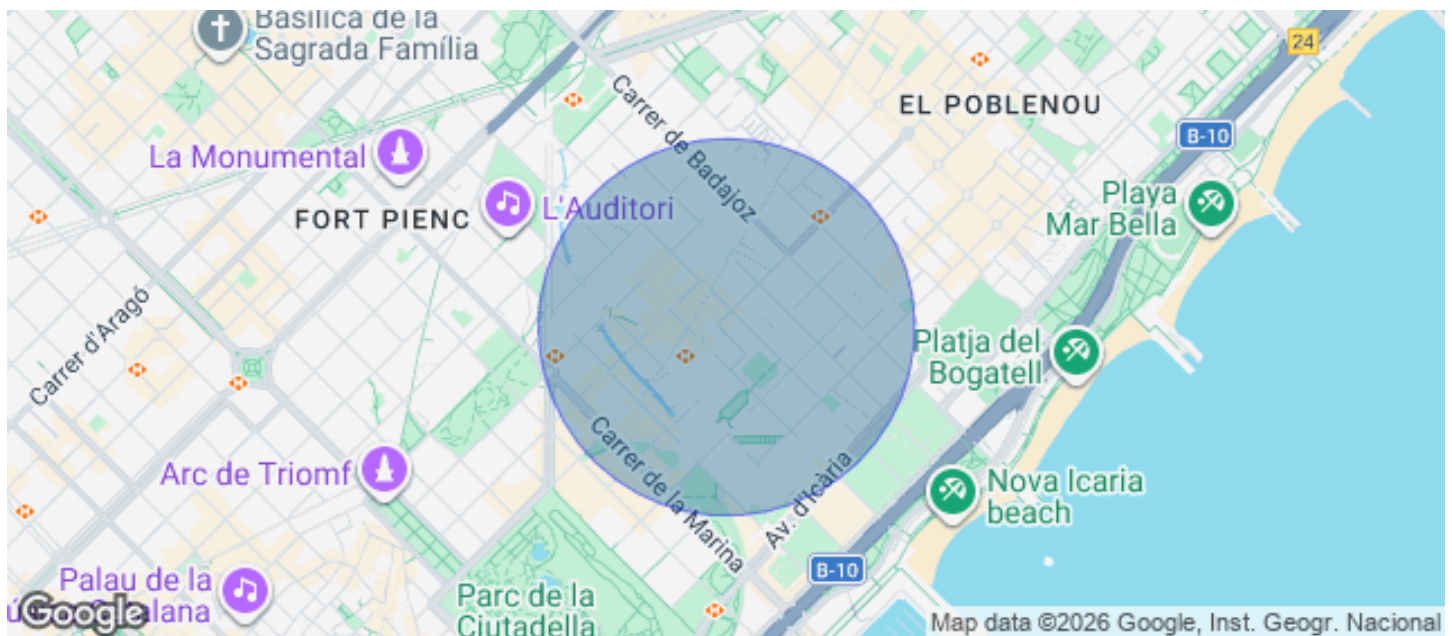 Basílica de la
Sagrada Família
24
Carrer de Badajoz
EL POBLENOU
B-10
La Monumental
L'Auditori
FORT PIENC
Playa
Mar Bella
Carrer d'Aragó
Platja del
Bogatell
Arc de Triomf
Carrer de la Marina
Av. d'Icària
Nova Icaria
beach
B-10
Palau de la
Catalana
Parc de la
Ciutadella
Google
Map data ©2026 Google, Inst. Geogr. Nacional